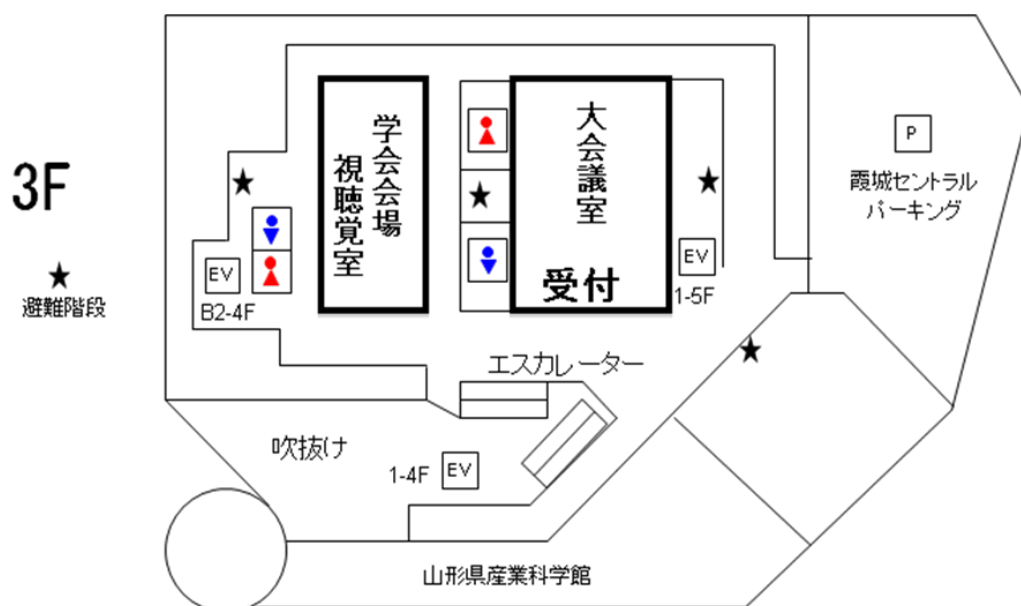 3F
★
避難階段
学会会場
視聴覚室
大会議室
受付
EV
B2-4F
EV
1-5F
P
霞城セントラル
パーキング
エスカレーター
吹抜け
1-4F
EV
山形県産業科学館